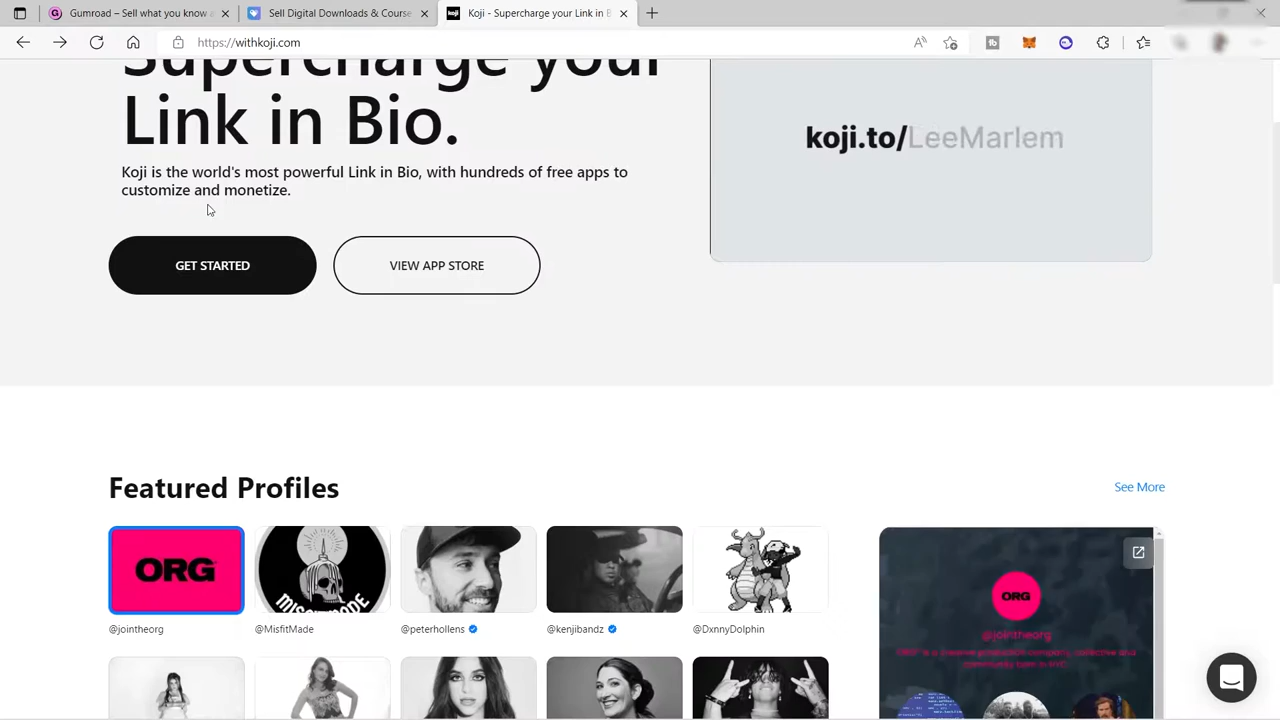 Gumroad – Sell what you know a
Sell Digital Downloads & Course
Koji - Supercharge your Link in B
https://withkoji.com
Supercharge your
Link in Bio.
Koji is the world's most powerful Link in Bio, with hundreds of free apps to
customize and monetize.
koji.to/LeeMarlem
GET STARTED
VIEW APP STORE
Featured Profiles
See More
ORG
@jointheorg
@MisfitMade
@peterhollens
@kenjibandz
@DxnnyDolphin
ORG
@jointheorg